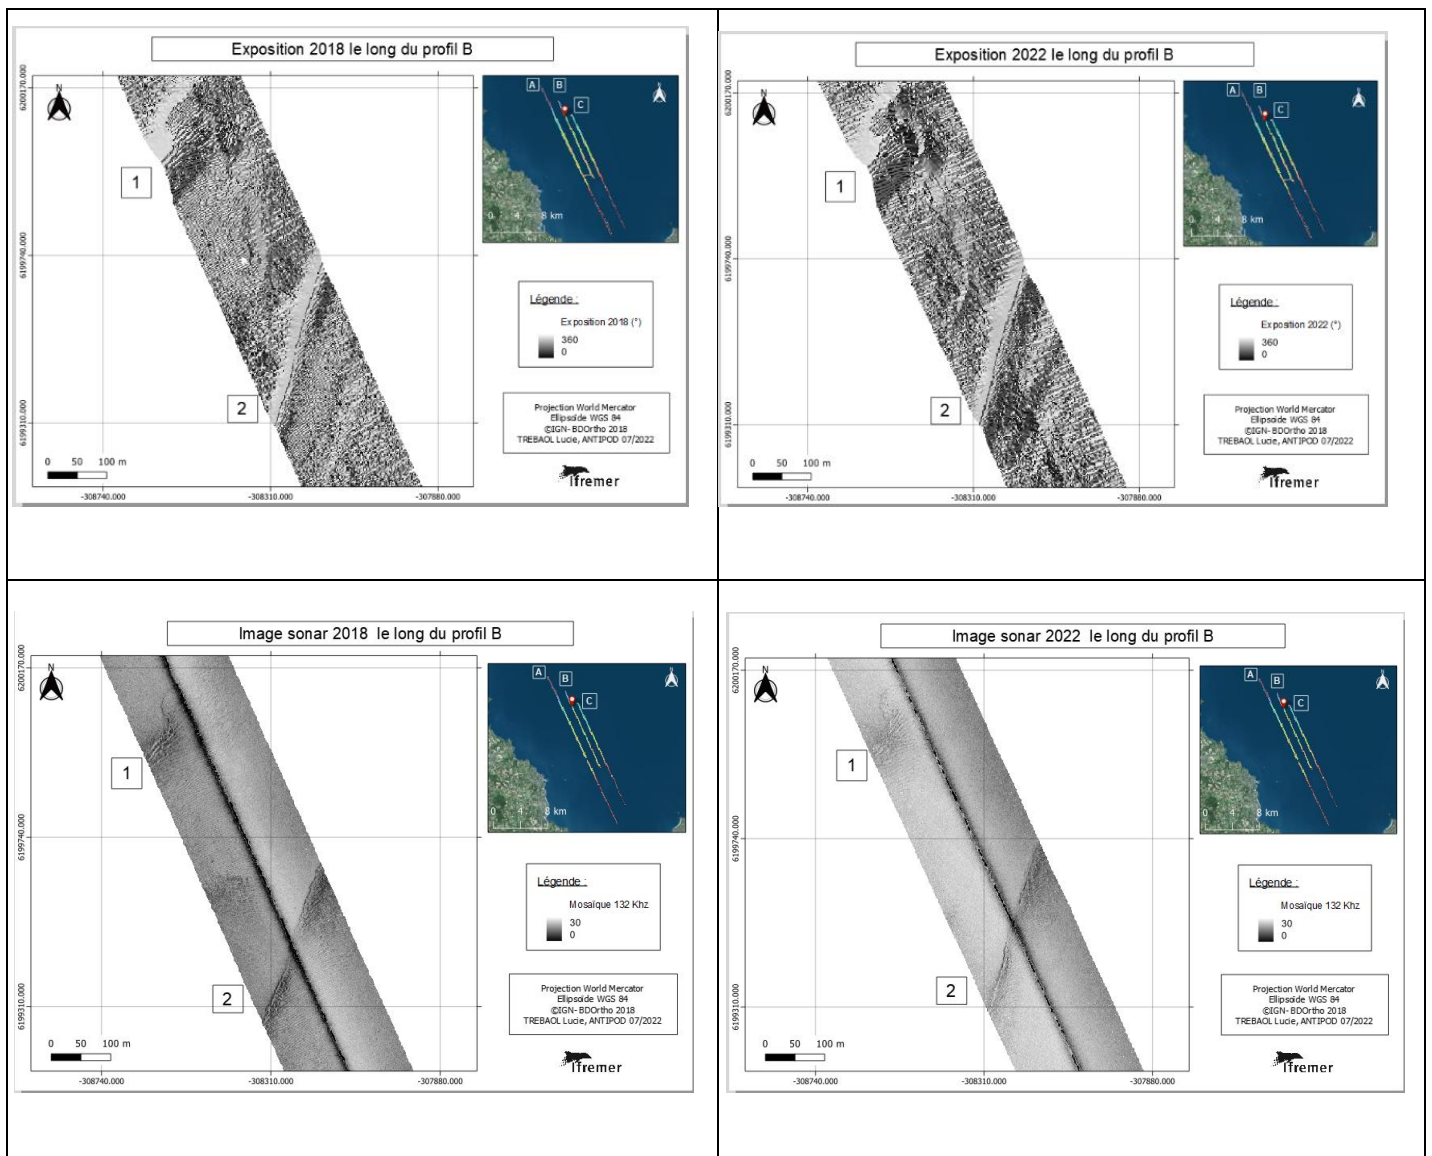 Exposition 2018 le long du profil B
N
6200170.000
6199740.000
6199310.000
1
2
0 50 100 m
-308740.000 -308310.000 -307880.000
A B C
0 4 8 km
Légende :
Exposition 2018 (°)
360
0
Projection World Mercator
Ellipsoïde WGS 84
©IGN-BDOrtho 2018
TREBAOL Lucie, ANTIPOD 07/2022
Ifremer
Exposition 2022 le long du profil B
N
6200170.000
6199740.000
6199310.000
1
2
0 50 100 m
-308740.000 -308310.000 -307880.000
A B C
0 4 8 km
Légende :
Exposition 2022 (°)
360
0
Projection World Mercator
Ellipsoïde WGS 84
©IGN-BDOrtho 2018
TREBAOL Lucie, ANTIPOD 07/2022
Ifremer
Image sonar 2018 le long du profil B
N
6200170.000
6199740.000
6199310.000
1
2
0 50 100 m
-308740.000 -308310.000 -307880.000
A B C
0 4 8 km
Légende :
Mosaïque 132 Khz
30
0
Projection World Mercator
Ellipsoïde WGS 84
©IGN-BDOrtho 2018
TREBAOL Lucie, ANTIPOD 07/2022
Ifremer
Image sonar 2022 le long du profil B
N
6200170.000
6199740.000
6199310.000
1
2
0 50 100 m
-308740.000 -308310.000 -307880.000
A B C
0 4 8 km
Légende :
Mosaïque 132 Khz
30
0
Projection World Mercator
Ellipsoïde WGS 84
©IGN-BDOrtho 2018
TREBAOL Lucie, ANTIPOD 07/2022
Ifremer